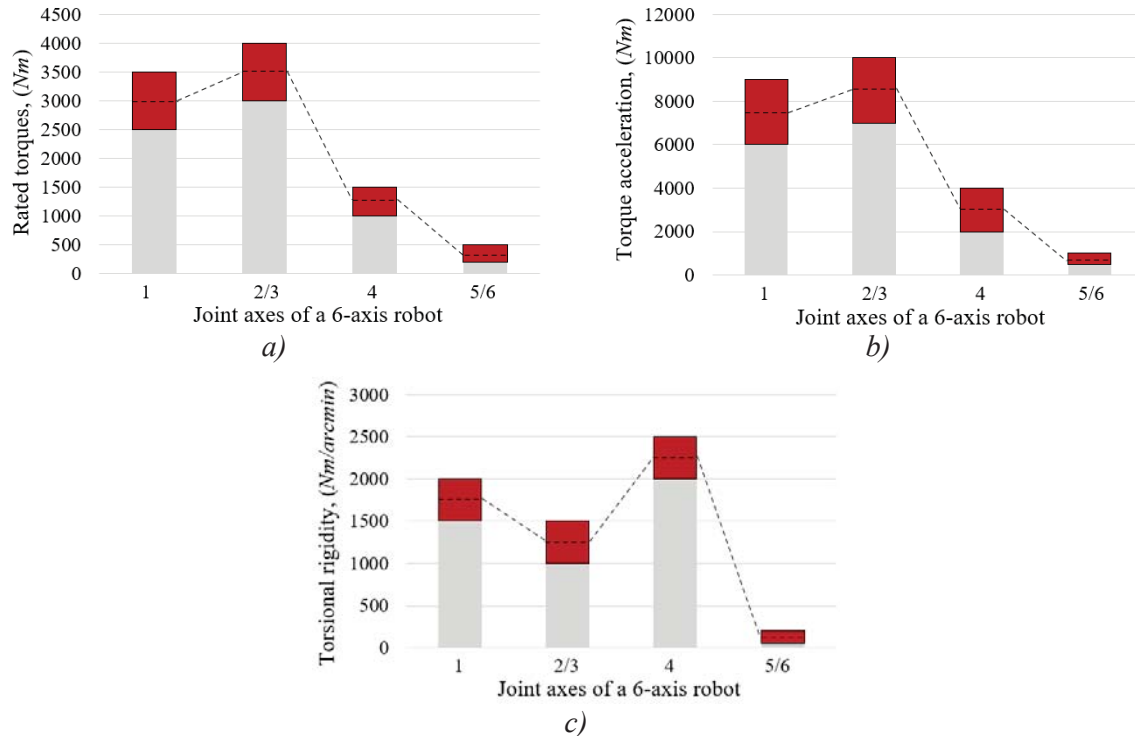 Rated torques, (Nm)
4500
4000
3500
3000
2500
2000
1500
1000
500
0
1 2/3 4 5/6
Joint axes of a 6-axis robot
a)
Torque acceleration, (Nm)
12000
10000
8000
6000
4000
2000
0
1 2/3 4 5/6
Joint axes of a 6-axis robot
b)
Torsional rigidity, (Nm/arcmin)
3000
2500
2000
1500
1000
500
0
1 2/3 4 5/6
Joint axes of a 6-axis robot
c)